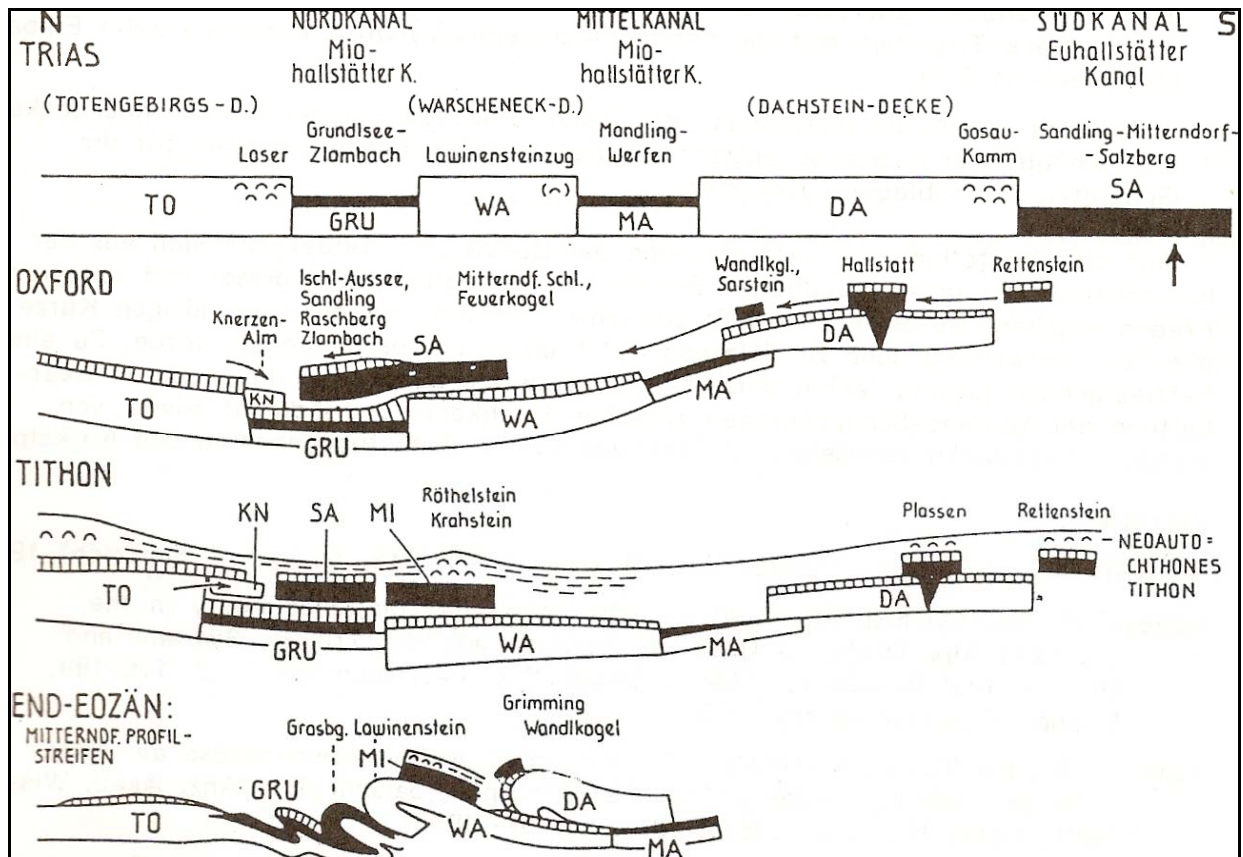 N
NORDKANAL
MITTELKANAL
SÜDKANAL
S
TRIAS
Mio-
hallstätter K.
Mio-
hallstätter K.
Euhallstätter
Kanal
(TOTENGEBIRGS-D.)
(WARSCHENECK-D.)
(DACHSTEIN-DECKE)
Loser
Grundlsee-
Zlambach
Lawinensteinzug
Mandling-
Werfen
Gosau-
Kamm
Sandling-Mitterndorf-
-Salzberg
TO
GRU
WA
MA
DA
SA
OXFORD
Knerzen-
Alm
Ischl-Aussee,
Sandling
Raschberg
Zlambach
Mitterndf. Schl.,
Feuerkogel
Wandlkgl.,
Sarstein
Hallstatt
Rettenstein
SA
KN
TO
GRU
WA
MA
DA
TITHON
KN
SA
MI
Röthelstein
Krahstein
Plassen
Rettenstein
NEOAUTO=
CHTHONES
TITHON
TO
GRU
WA
MA
DA
END-EOZÄN:
MITTERNDF. PROFIL-
STREIFEN
Grasbg.
Lawinenstein
Grimming
Wandlkogel
MI
GRU
TO
WA
DA
MA